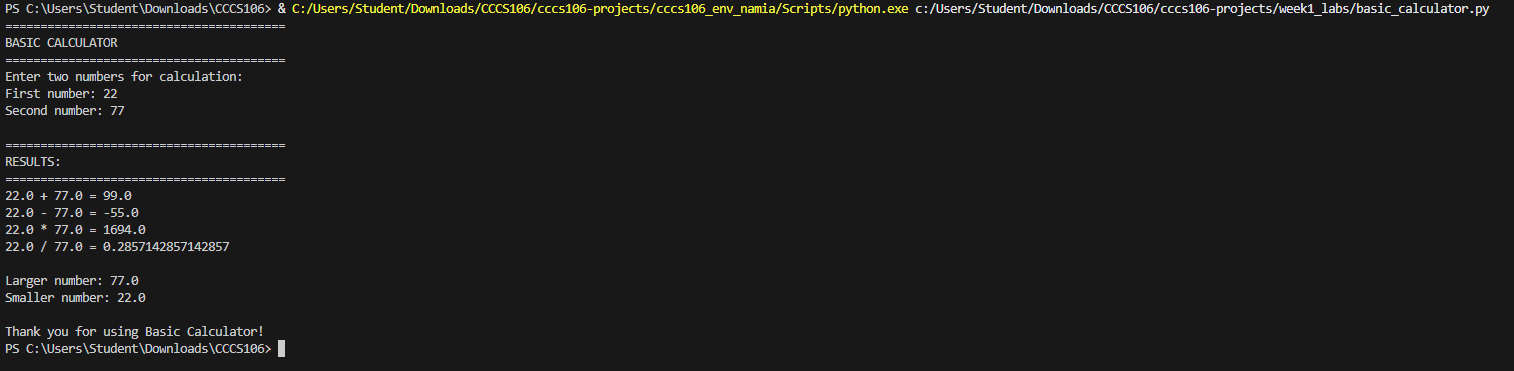 PS C:\Users\Student\Downloads\CCCS106> & C:/Users/Student/Downloads/CCCS106/cccs106-projects/cccs106_env_namia/Scripts/python.exe c:/Users/Student/Downloads/CCCS106/cccs106-projects/week1_labs/basic_calculator.py
========================================
BASIC CALCULATOR
========================================
Enter two numbers for calculation:
First number: 22
Second number: 77
========================================
RESULTS:
========================================
22.0 + 77.0 = 99.0
22.0 - 77.0 = -55.0
22.0 * 77.0 = 1694.0
22.0 / 77.0 = 0.2857142857142857
Larger number: 77.0
Smaller number: 22.0
Thank you for using Basic Calculator!
PS C:\Users\Student\Downloads\CCCS106>